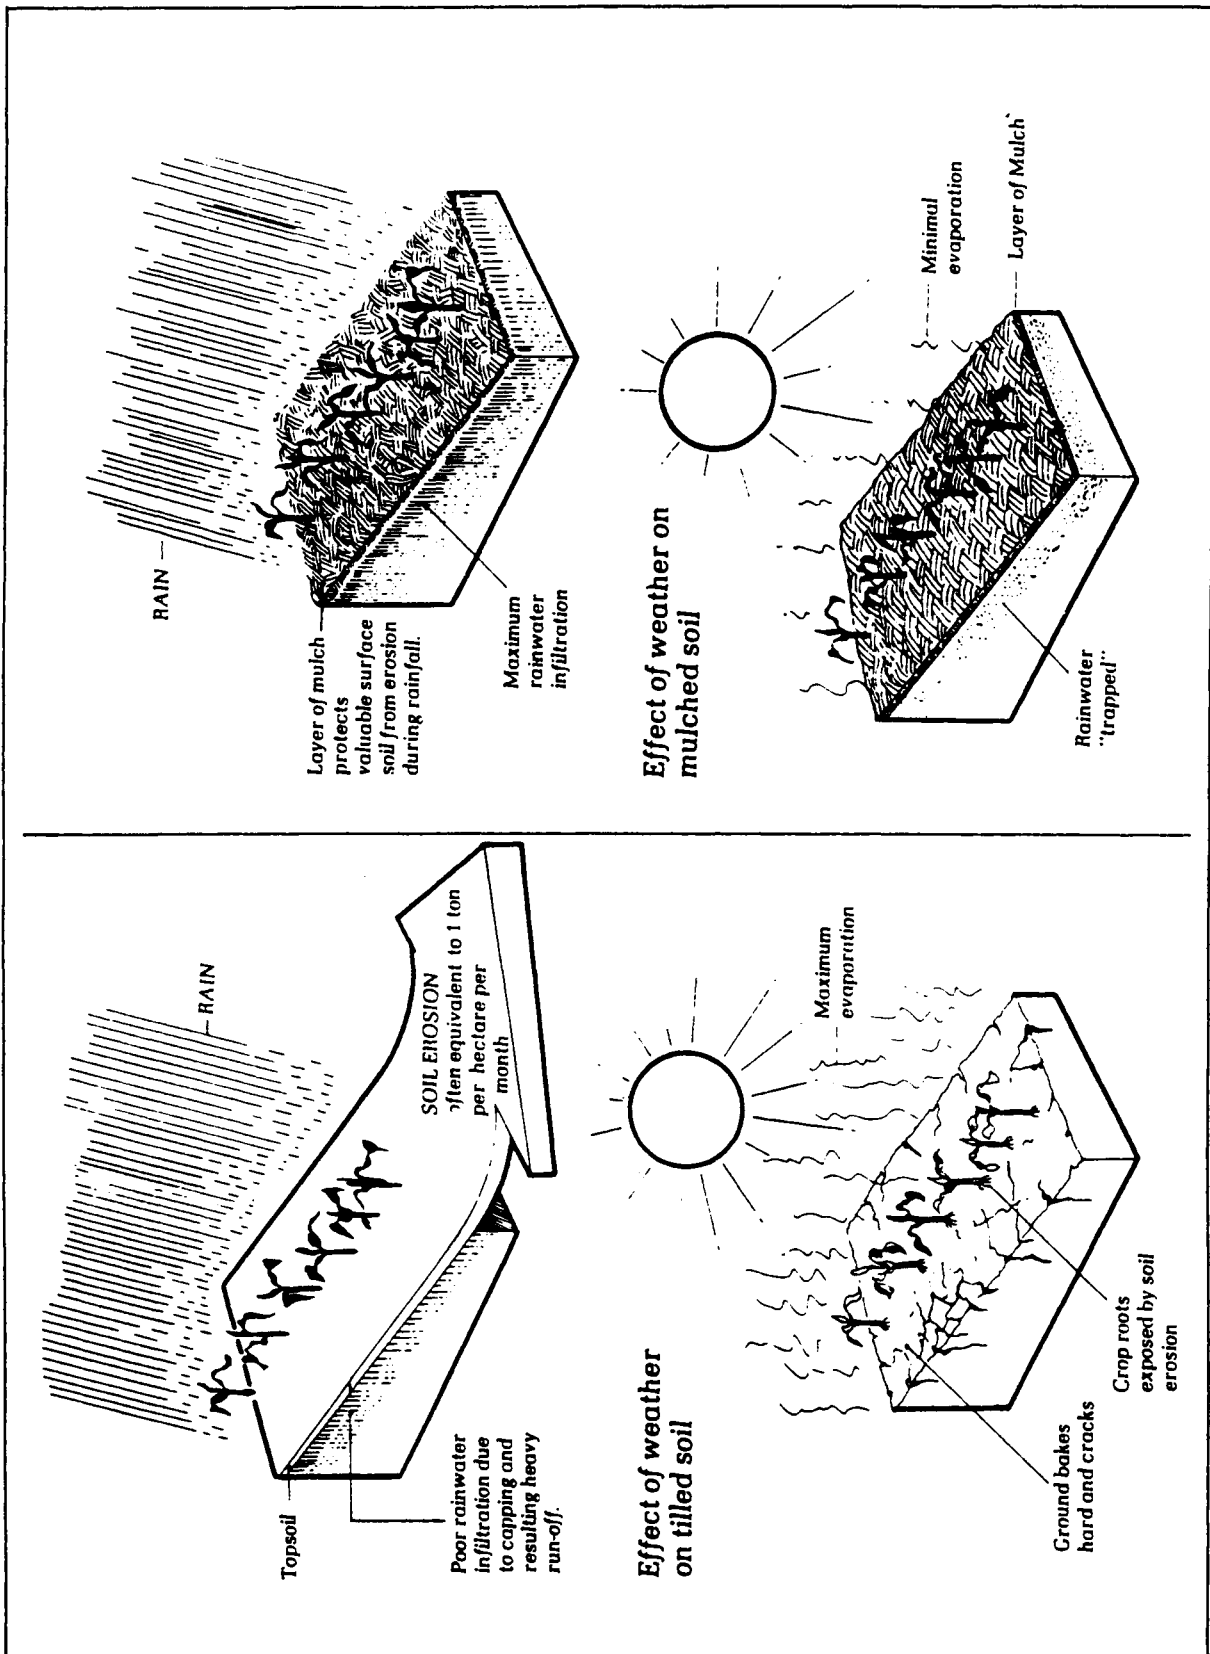 RAIN
Topsoil
SOIL EROSION
often equivalent to 1 ton
per hectare per
month
Poor rainwater
infiltration due
to capping and
resulting heavy
run-off.
Effect of weather
on tilled soil
Maximum
evaporation
Ground bakes
hard and cracks
Crop roots
exposed by soil
erosion
RAIN
Layer of mulch
protects
valuable surface
soil from erosion
during rainfall.
Maximum
rainwater
infiltration
Effect of weather on
mulched soil
Minimal
evaporation
Layer of Mulch
Rainwater
"trapped"